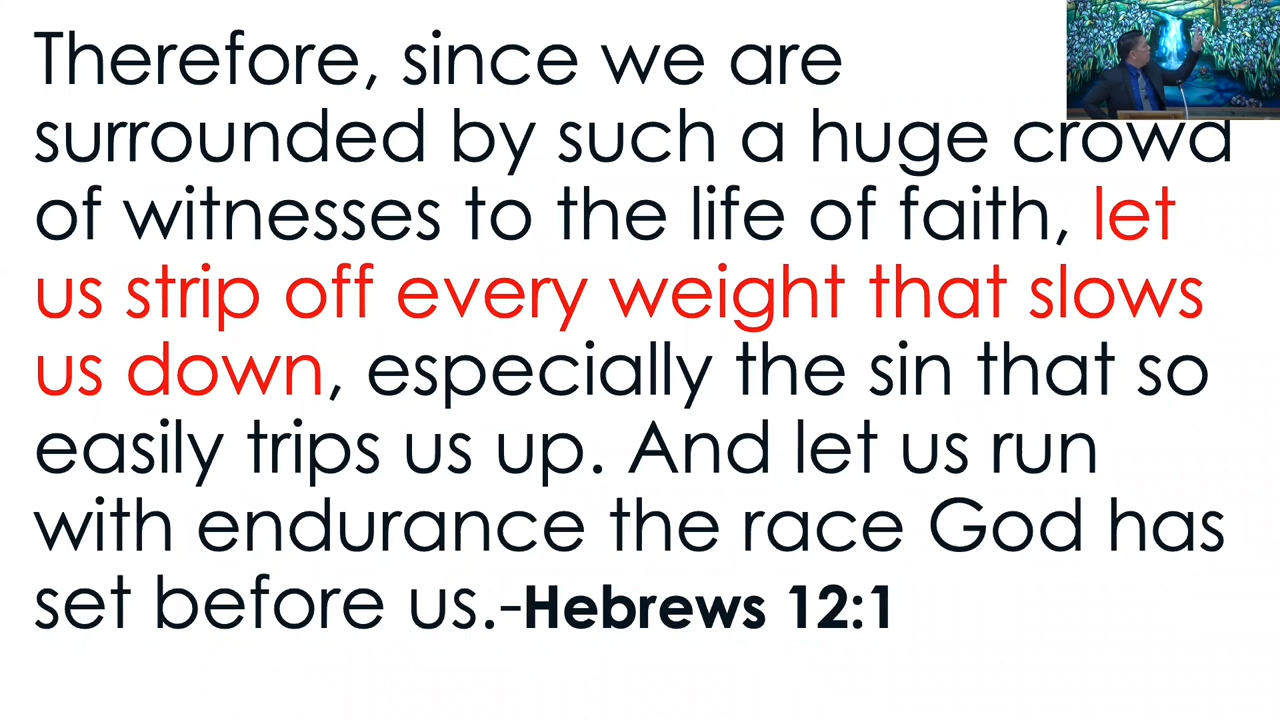 Therefore, since we are
surrounded by such a huge crowd
of witnesses to the life of faith, let
us strip off every weight that slows
us down, especially the sin that so
easily trips us up. And let us run
with endurance the race God has
set before us.-Hebrews 12:1